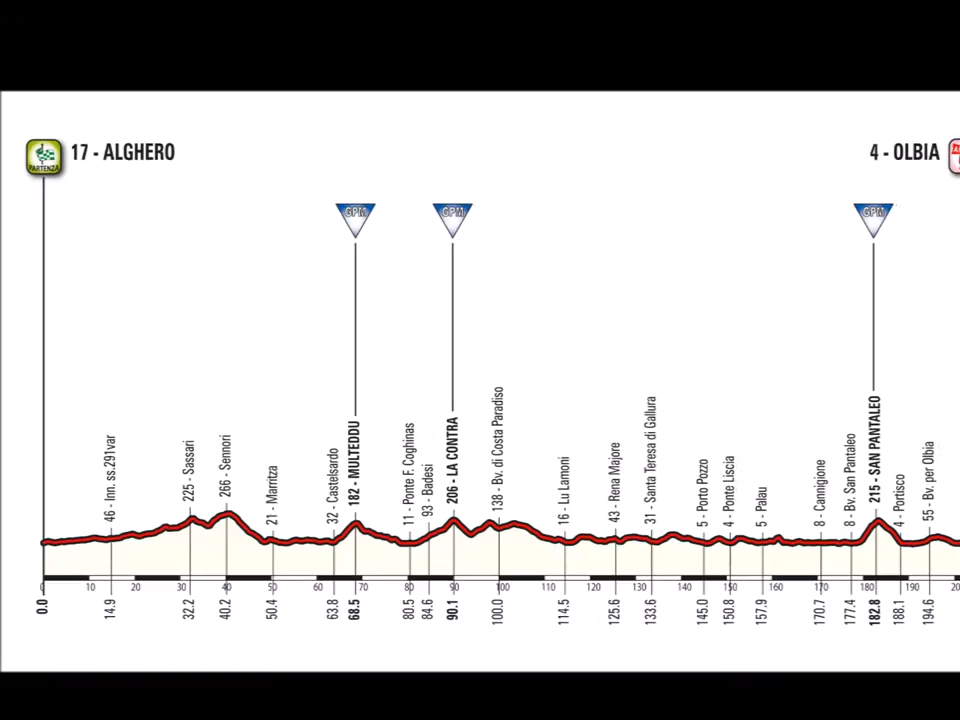 17 - ALGHERO
4 - OLBIA
PARTENZA
GPM
GPM
GPM
46 - Inn. ss.291var
225 - Sassari
266 - Sennori
21 - Marritza
32 - Castelsardo
182 - MULTEDDU
11 - Ponte F. Coghinas
93 - Badesi
206 - LA CONTRA
138 - Bv. di Costa Paradiso
16 - Lu Lamoni
43 - Rena Majore
31 - Santa Teresa di Gallura
5 - Porto Pozzo
4 - Ponte Liscia
5 - Palau
8 - Cannigione
8 - Bv. San Pantaleo
215 - SAN PANTALEO
4 - Portisco
55 - Bv. per Olbia
0 10 20 30 40 50 60 70 80 90 100 110 120 130 140 150 160 170 180 190
0.0 14.9 32.2 40.2 50.4 63.8 68.5 80.5 84.6 90.1 100.0 114.5 125.6 133.6 145.0 150.8 157.9 170.7 177.4 182.8 188.1 194.6